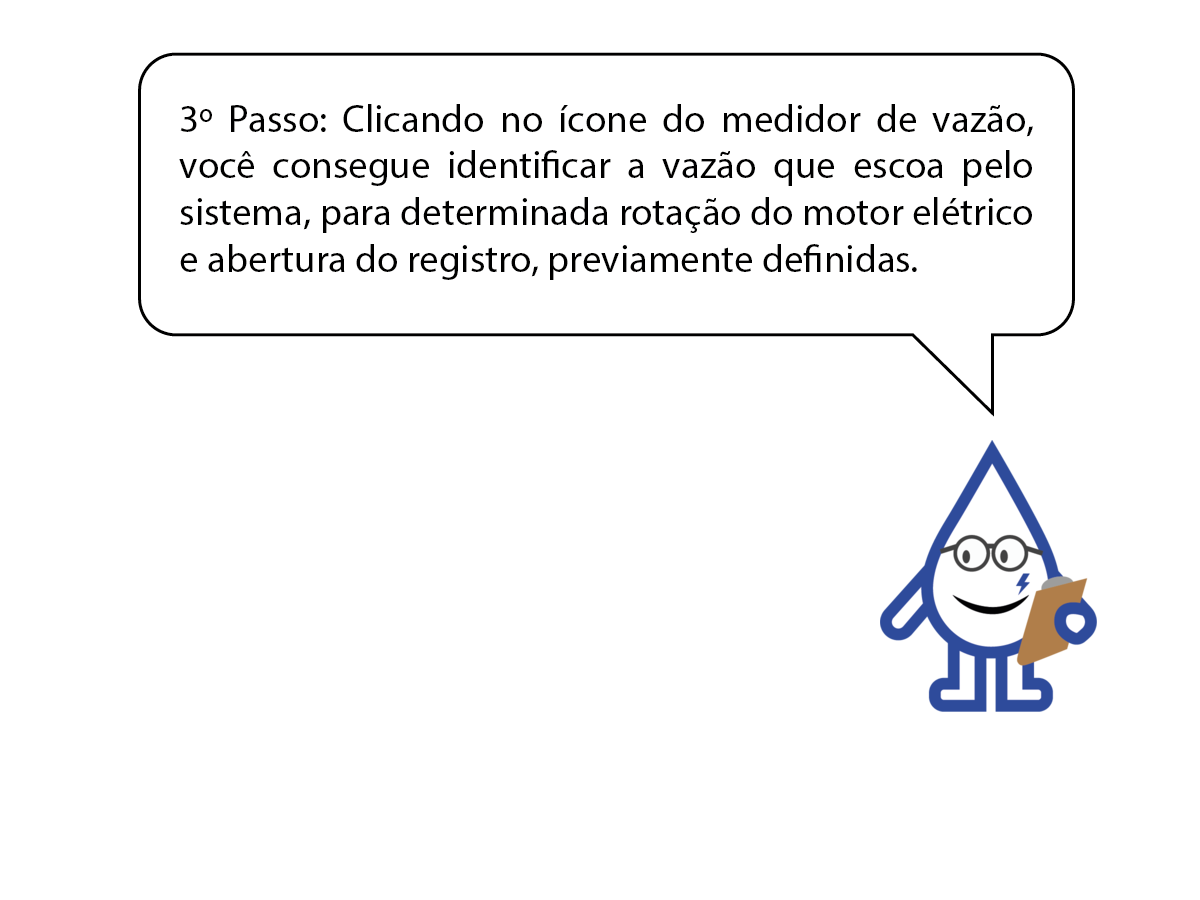 3º Passo: Clicando no ícone do medidor de vazão,
você consegue identificar a vazão que escoa pelo
sistema, para determinada rotação do motor elétrico
e abertura do registro, previamente definidas.